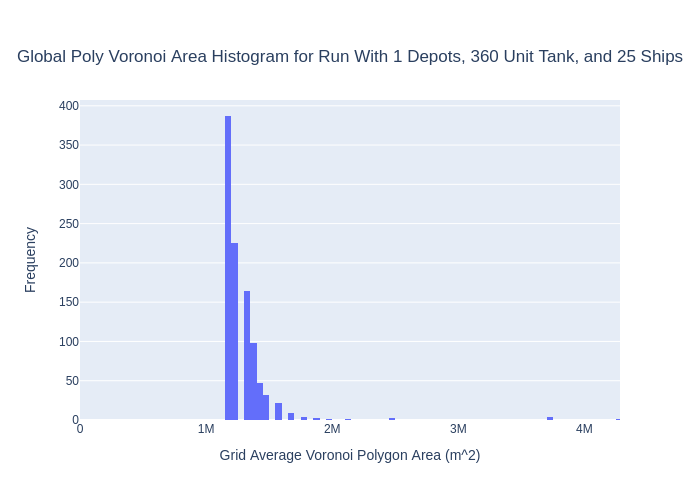 Global Poly Voronoi Area Histogram for Run With 1 Depots, 360 Unit Tank, and 25 Ships
400
350
300
250
200
150
100
50
0
Frequency
0 1M 2M 3M 4M
Grid Average Voronoi Polygon Area (m^2)